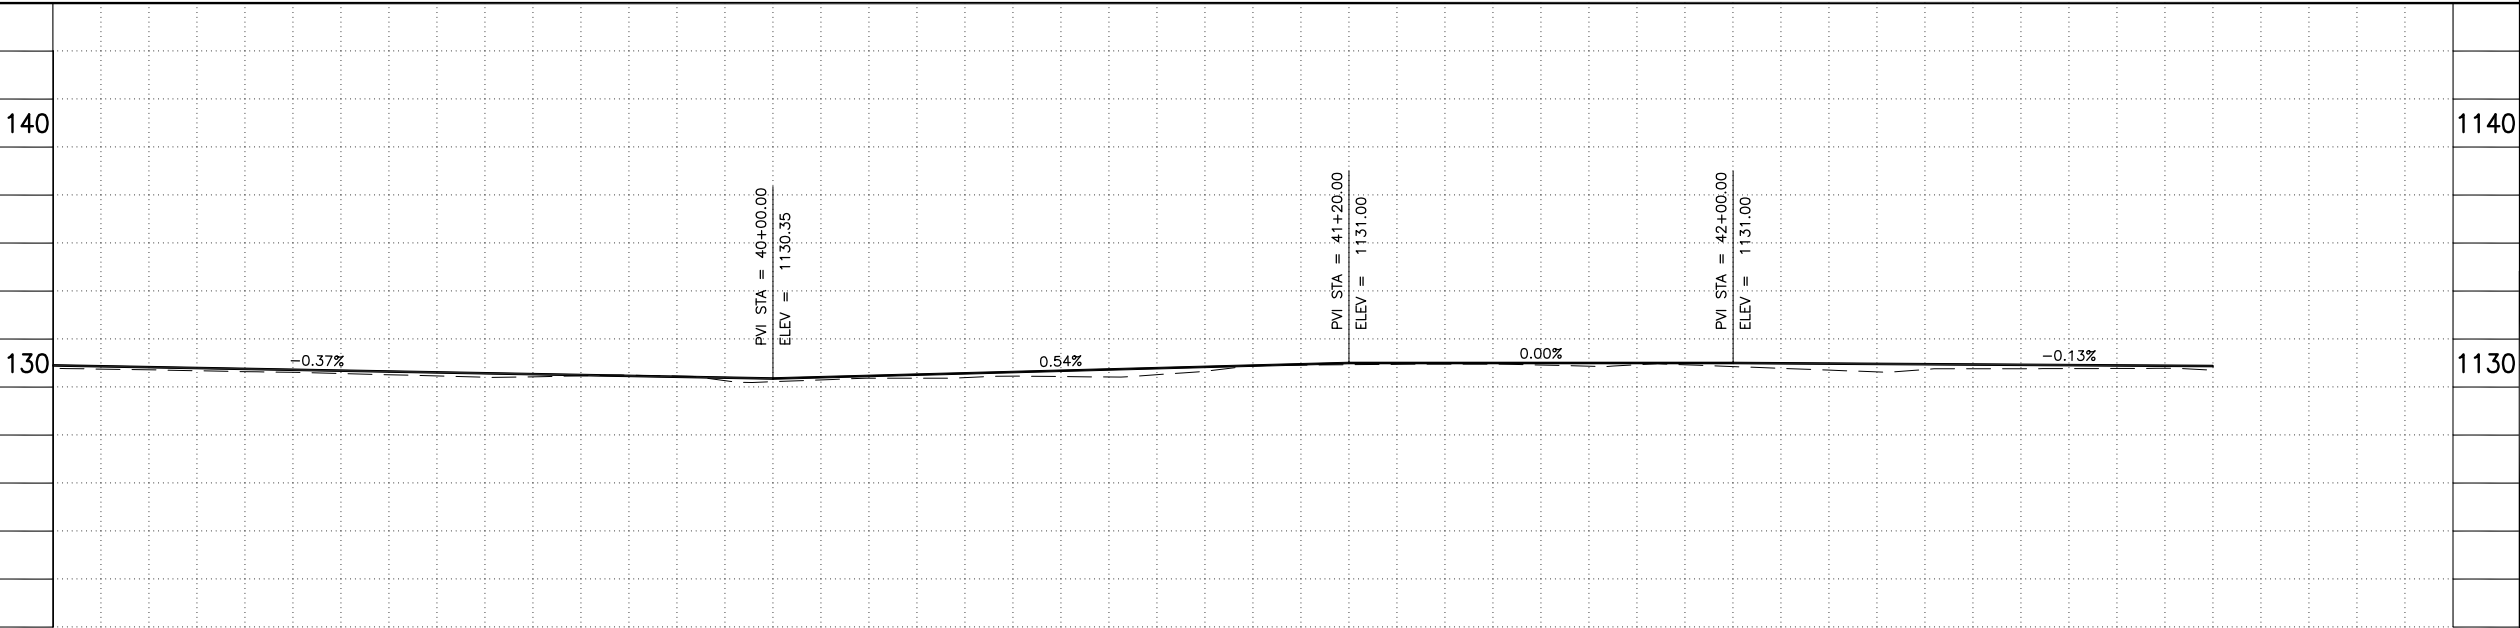 140
130
-0.37%
PVI STA = 40+00.00
ELEV = 1130.35
0.54%
PVI STA = 41+20.00
ELEV = 1131.00
0.00%
PVI STA = 42+00.00
ELEV = 1131.00
-0.13%
1140
1130